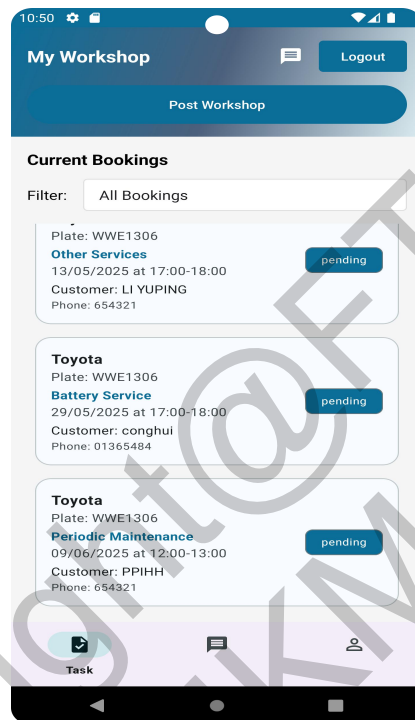 10:50
My Workshop
Logout
Post Workshop
Current Bookings
Filter:
All Bookings
Plate: WWE1306
Other Services
pending
13/05/2025 at 17:00-18:00
Customer: LI YUPING
Phone: 654321
Toyota
Plate: WWE1306
Battery Service
pending
29/05/2025 at 17:00-18:00
Customer: conghui
Phone: 01365484
Toyota
Plate: WWE1306
Periodic Maintenance
pending
09/06/2025 at 12:00-13:00
Customer: PPIHH
Phone: 654321
Task